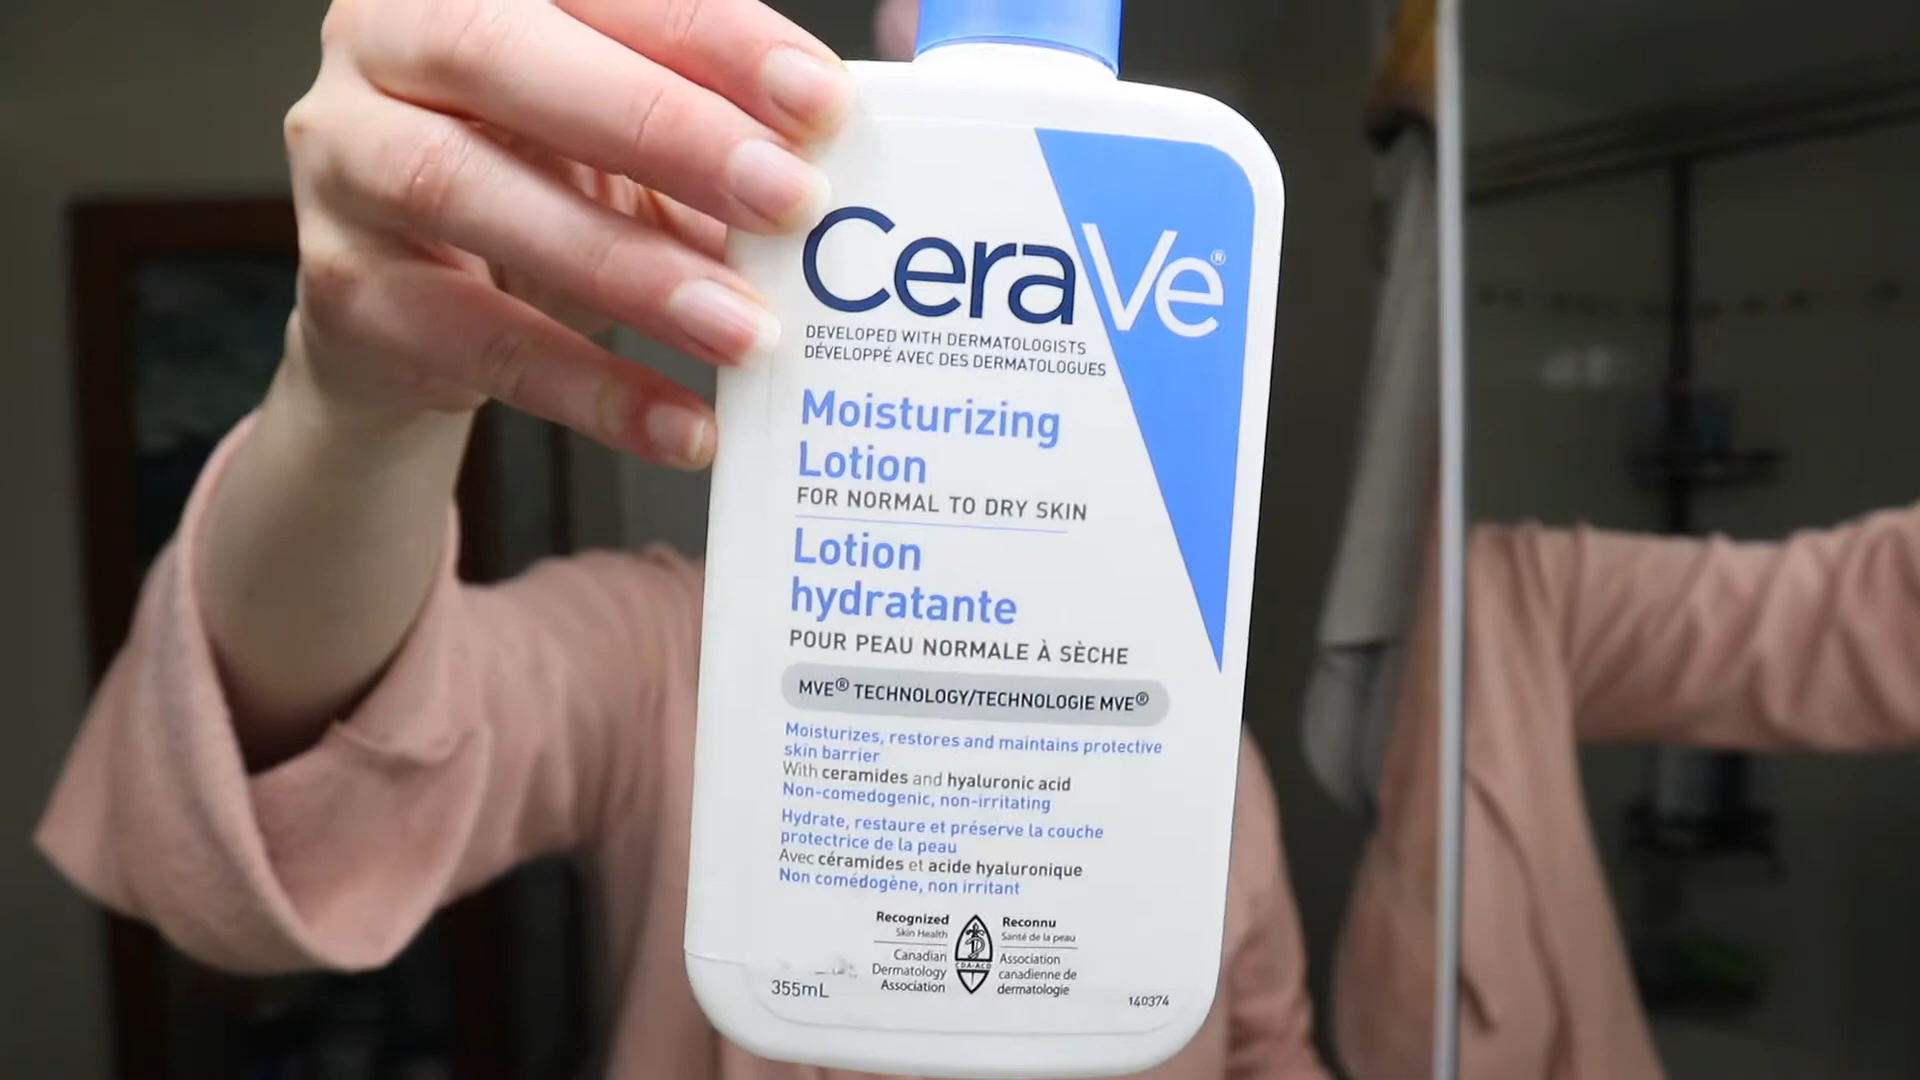 CeraVe®
DEVELOPED WITH DERMATOLOGISTS
DÉVELOPPÉ AVEC DES DERMATOLOGUES
Moisturizing
Lotion
FOR NORMAL TO DRY SKIN
Lotion
hydratante
POUR PEAU NORMALE À SÈCHE
MVE® TECHNOLOGY/TECHNOLOGIE MVE®
Moisturizes, restores and maintains protective
skin barrier
With ceramides and hyaluronic acid
Non-comedogenic, non-irritating
Hydrate, restaure et préserve la couche
protectrice de la peau
Avec céramides et acide hyaluronique
Non comédogène, non irritant
Recognized
Skin Health
Canadian
Dermatology
Association
CDA-ACD
Reconnu
Santé de la peau
Association
canadienne de
dermatologie
355mL
140374